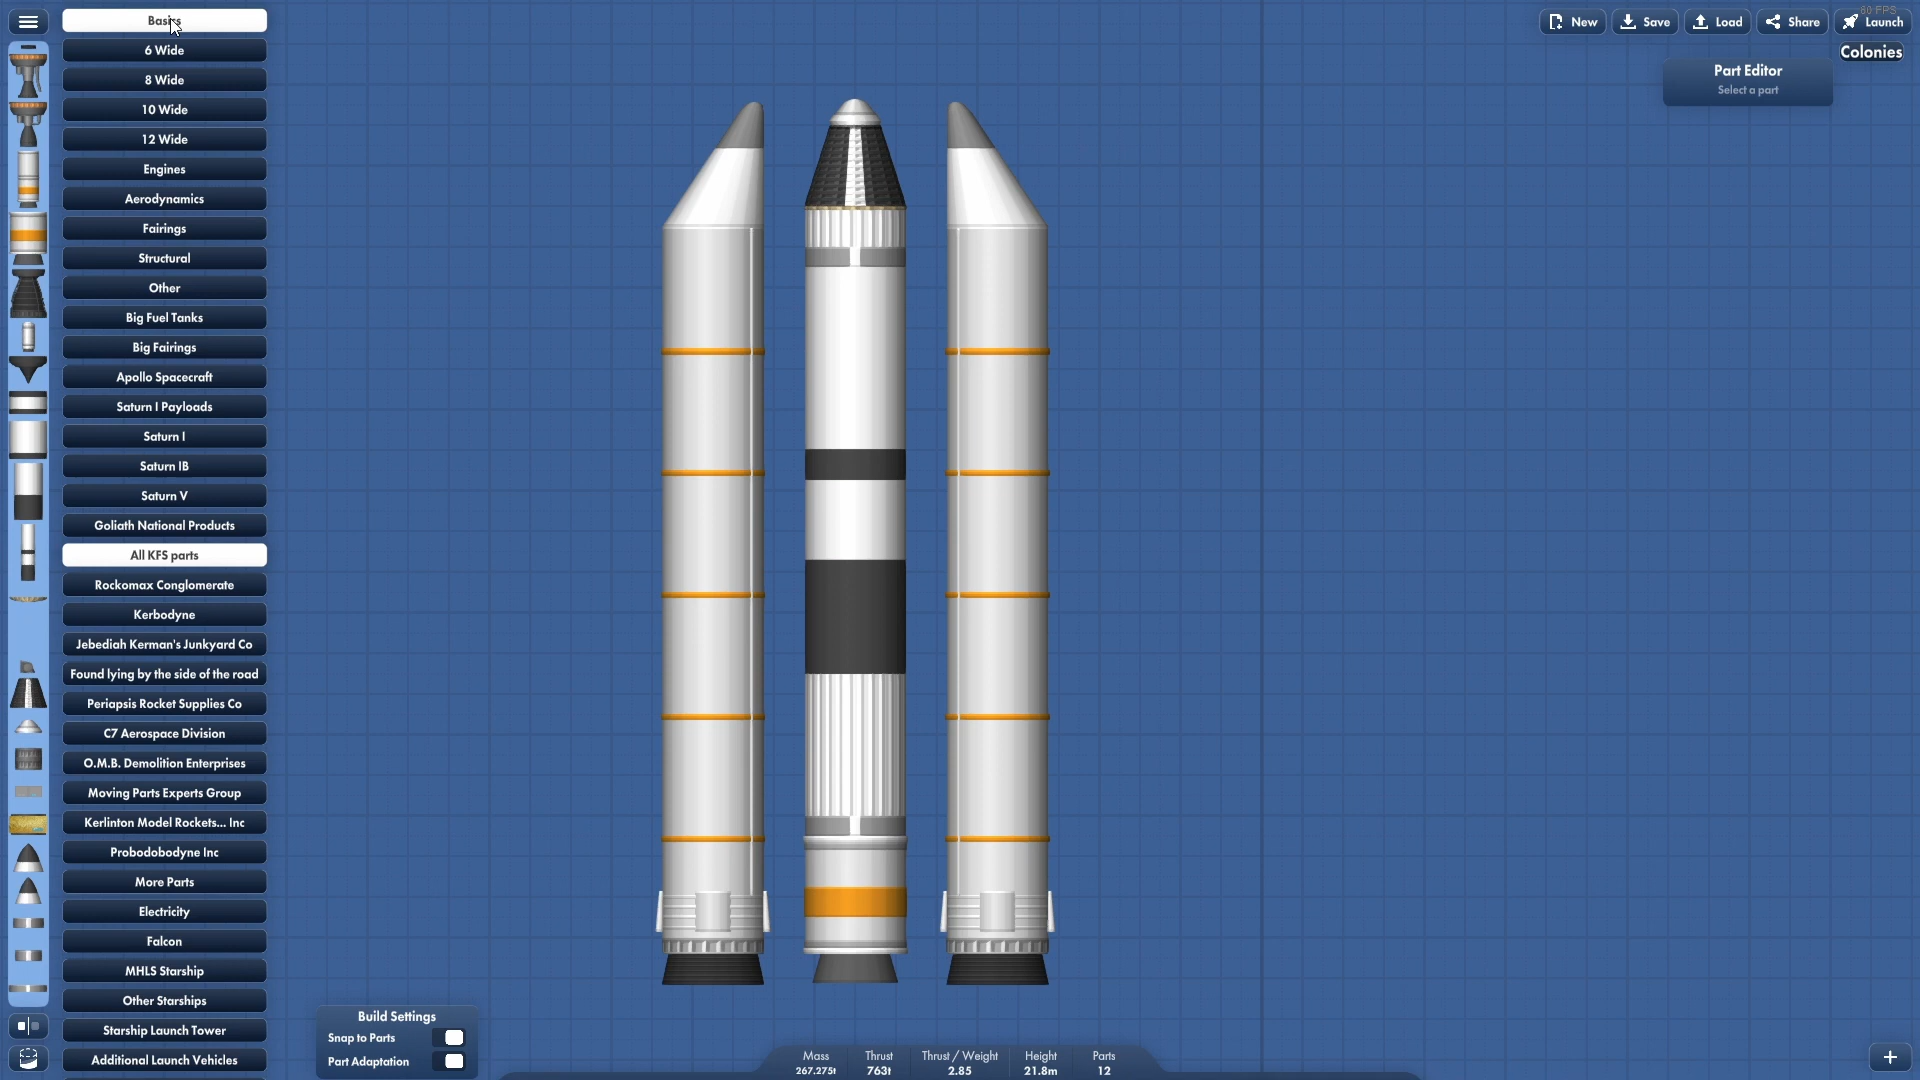 Basics
6 Wide
8 Wide
10 Wide
12 Wide
Engines
Aerodynamics
Fairings
Structural
Other
Big Fuel Tanks
Big Fairings
Apollo Spacecraft
Saturn I Payloads
Saturn I
Saturn IB
Saturn V
Goliath National Products
All KFS parts
Rockomax Conglomerate
Kerbodyne
Jebediah Kerman's Junkyard Co
Found lying by the side of the road
Periapsis Rocket Supplies Co
C7 Aerospace Division
O.M.B. Demolition Enterprises
Moving Parts Experts Group
Kerlinton Model Rockets... Inc
Probodobodyne Inc
More Parts
Electricity
Falcon
MHLS Starship
Other Starships
Starship Launch Tower
Additional Launch Vehicles
60 FPS
New Save Load Share Launch
Colonies
Part Editor
Select a part
Build Settings
Snap to Parts
Part Adaptation
Mass Thrust Thrust / Weight Height Parts
267.275t 763t 2.85 21.8m 12